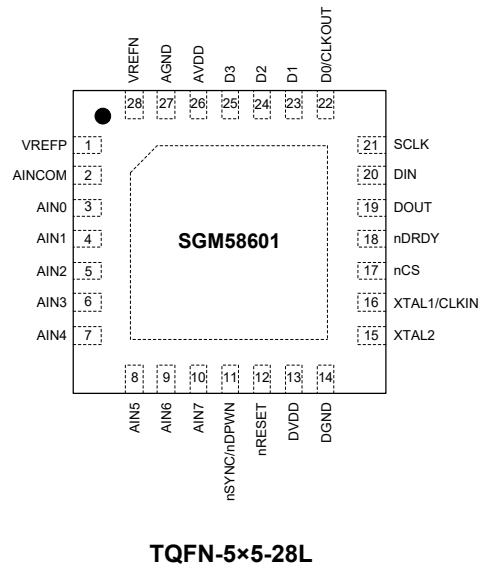 VREFN
AGND
AVDD
D3
D2
D1
D0/CLKOUT
28
27
26
25
24
23
22
VREFP 1
AINCOM 2
AIN0 3
AIN1 4
AIN2 5
AIN3 6
AIN4 7
SGM58601
21 SCLK
20 DIN
19 DOUT
18 nDRDY
17 nCS
16 XTAL1/CLKIN
15 XTAL2
8
9
10
11
12
13
14
AIN5
AIN6
AIN7
nSYNC/nDPWN
nRESET
DVDD
DGND
TQFN-5×5-28L